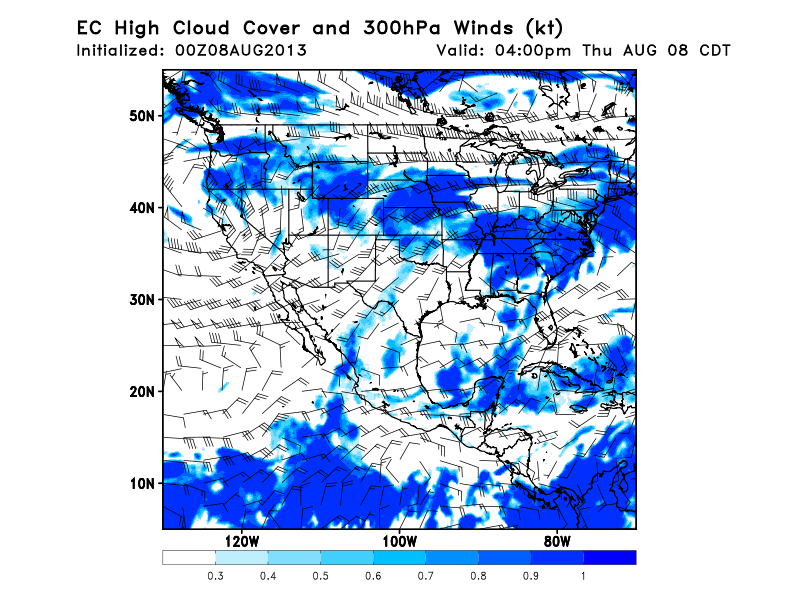 EC High Cloud Cover and 300hPa Winds (kt)
Initialized: 00Z08AUG2013 Valid: 04:00pm Thu AUG 08 CDT
50N
40N
30N
20N
10N
120W 100W 80W
0.3 0.4 0.5 0.6 0.7 0.8 0.9 1